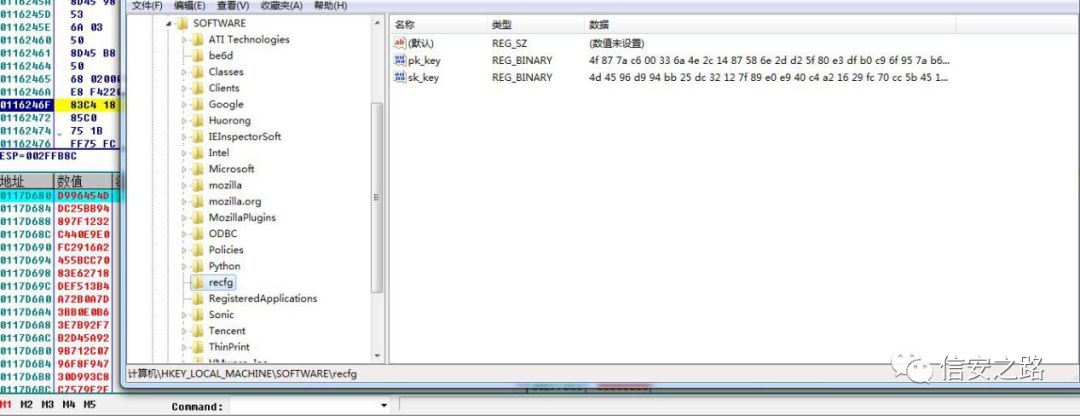 文件(F) 编辑(E) 查看(V) 收藏夹(A) 帮助(H)
0116245A 8D45 98
0116245D 53
0116245E 6A 03
01162460 50
01162461 8D45 B8
01162464 50
01162465 68 02000
0116246A E8 F4220
0116246F 83C4 18
01162472 85C0
01162474 75 1B
01162476 FF75 FC
ESP=002FFB8C
地址 数值
0117D680 D996454D
0117D684 DC25BB94
0117D688 897F1232
0117D68C C440E9E0
0117D690 FC2916A2
0117D694 455BCC70
0117D698 83E62718
0117D69C DEF513B4
0117D6A0 A72B0A7D
0117D6A4 3BB0E0B6
0117D6A8 3E7B92F7
0117D6AC B2D45A92
0117D6B0 9B712C07
0117D6B4 96F8F947
0117D6B8 30D993C8
0117D6BC C7579F2F
SOFTWARE
ATI Technologies
be6d
Classes
Clients
Google
Huorong
IEInspectorSoft
Intel
Microsoft
mozilla
mozilla.org
MozillaPlugins
ODBC
Policies
Python
recfg
RegisteredApplications
Sonic
Tencent
ThinPrint
VMware, Inc.
名称 类型 数据
(默认) REG_SZ (数值未设置)
pk_key REG_BINARY 4f 87 7a c6 00 33 6a 4e 2c 14 87 58 6e 2d d2 5f 80 e3 df b0 c9 6f 95 7a b6...
sk_key REG_BINARY 4d 45 96 d9 94 bb 25 dc 32 12 7f 89 e0 e9 40 c4 a2 16 29 fc 70 cc 5b 45 1...
计算机\HKEY_LOCAL_MACHINE\SOFTWARE\recfg
信安之路
M1 M2 M3 M4 M5 Command: